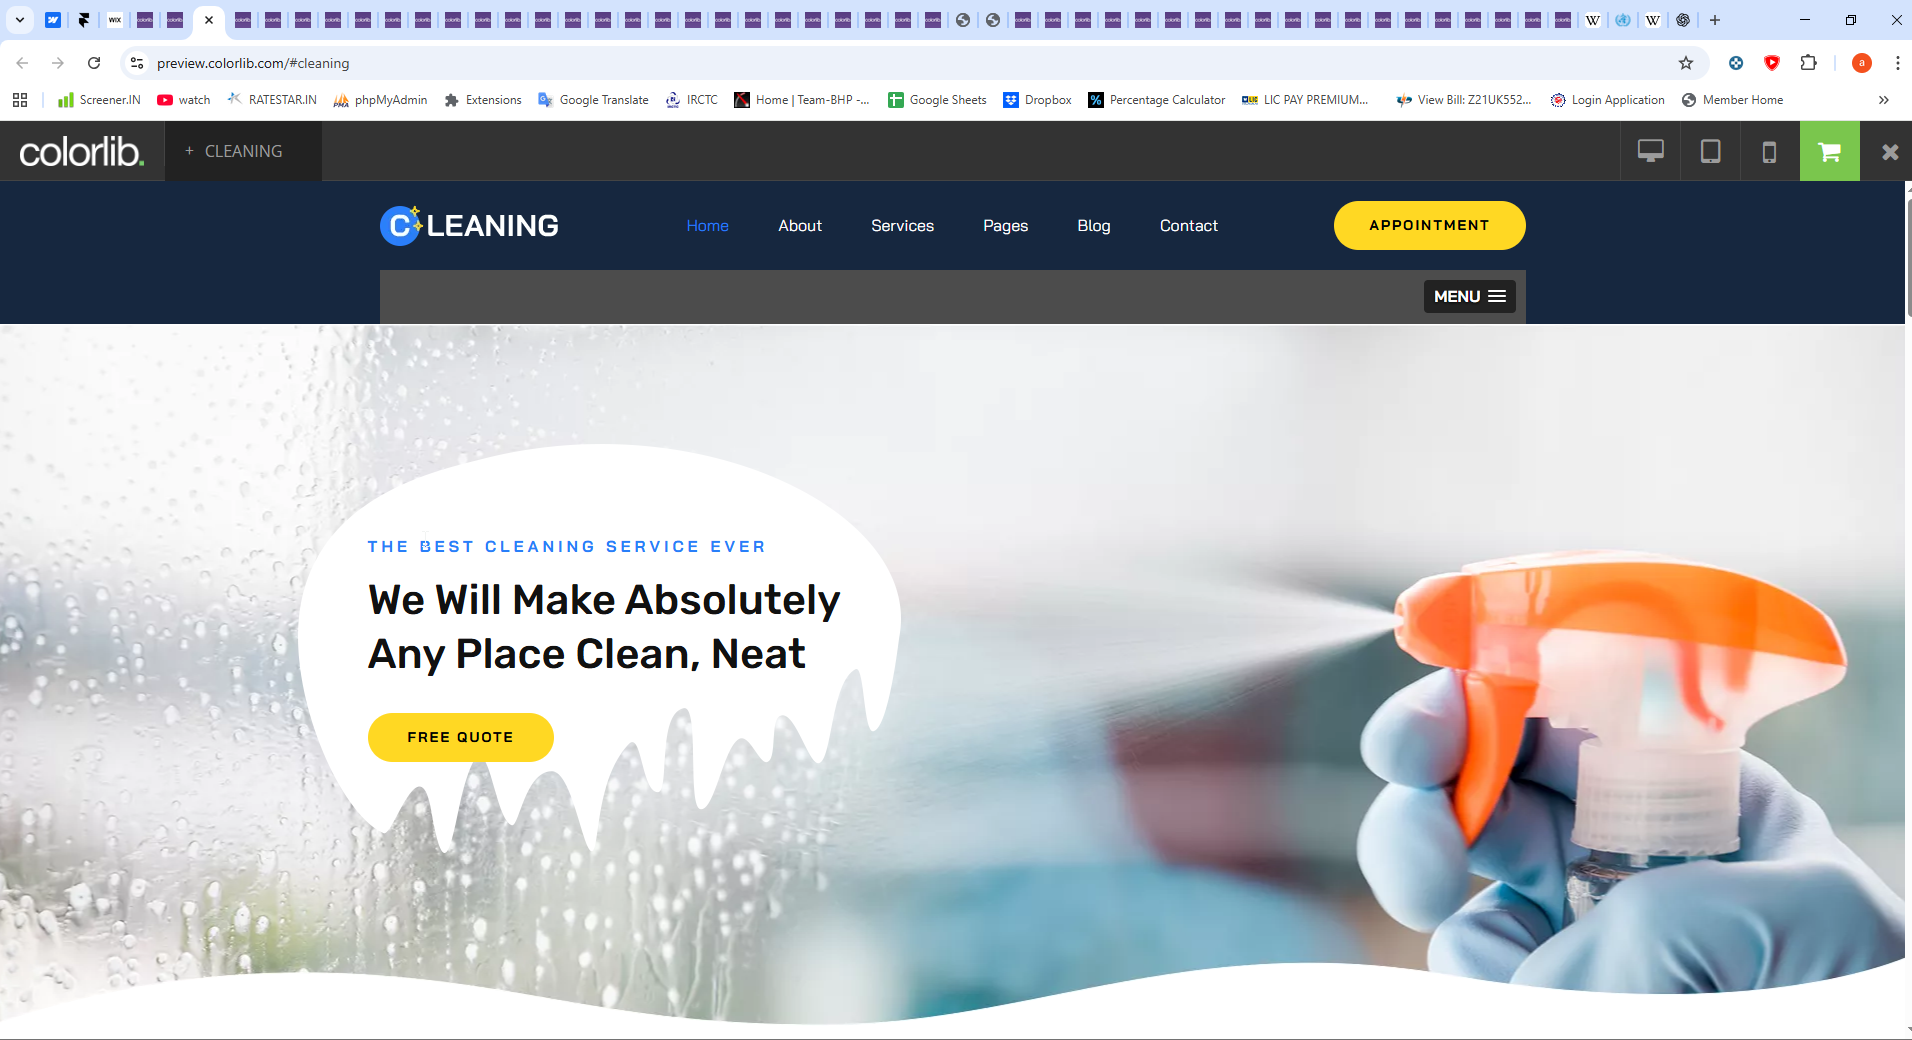 WIX
preview.colorlib.com/#cleaning
a
Screener.IN watch RATESTAR.IN phpMyAdmin Extensions Google Translate IRCTC Home | Team-BHP -... Google Sheets Dropbox Percentage Calculator LIC PAY PREMIUM... View Bill: Z21UK552... Login Application Member Home
colorlib. + CLEANING
CLEANING Home About Services Pages Blog Contact APPOINTMENT
MENU
THE BEST CLEANING SERVICE EVER
We Will Make Absolutely
Any Place Clean, Neat
FREE QUOTE